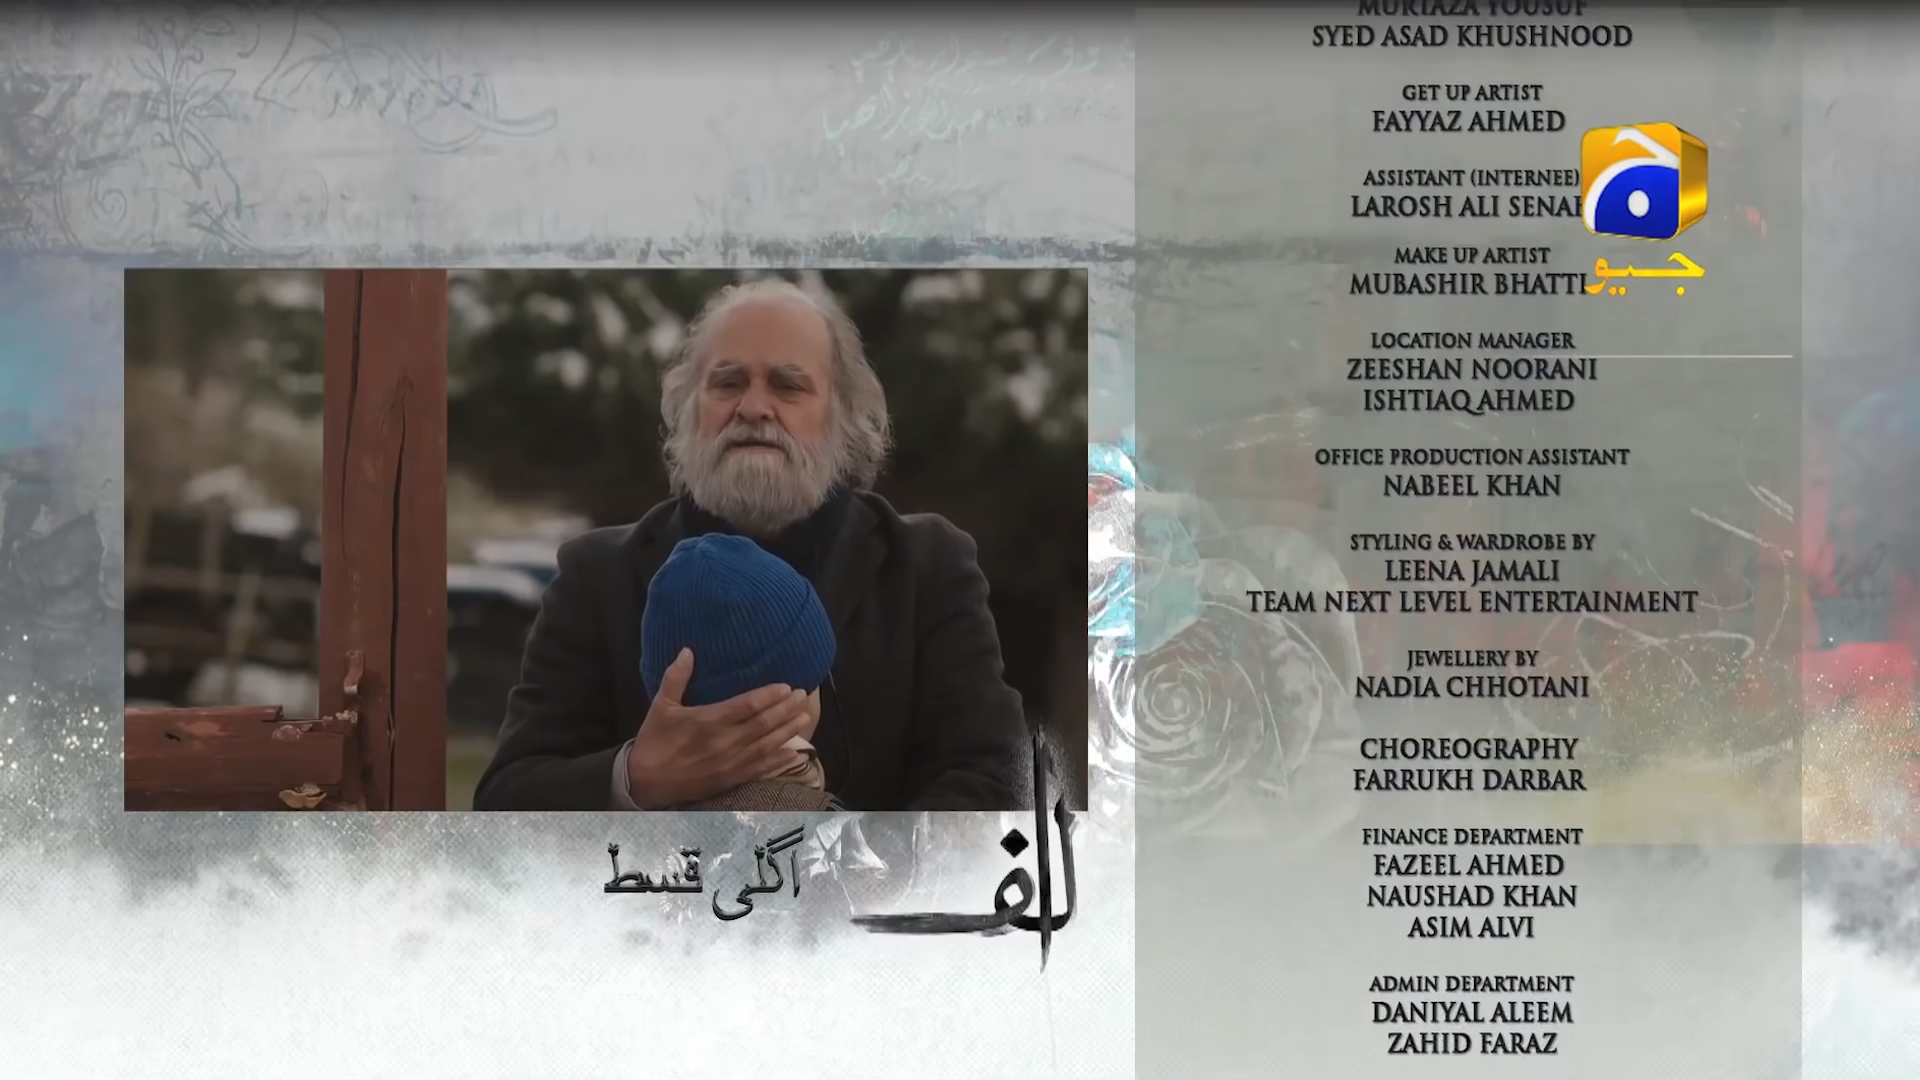 SYED ASAD KHUSHNOOD
GET UP ARTIST
FAYYAZ AHMED
ASSISTANT (INTERNEE)
LAROSH ALI
MAKE UP ARTIST
MUBASHIR BHATTI
جیو
LOCATION MANAGER
ZEESHAN NOORANI
ISHTIAQ AHMED
OFFICE PRODUCTION ASSISTANT
NABEEL KHAN
STYLING & WARDROBE BY
LEENA JAMALI
TEAM NEXT LEVEL ENTERTAINMENT
JEWELLERY BY
NADIA CHHOTANI
CHOREOGRAPHY
FARRUKH DARBAR
FINANCE DEPARTMENT
FAZEEL AHMED
NAUSHAD KHAN
ASIM ALVI
ADMIN DEPARTMENT
DANIYAL ALEEM
ZAHID FARAZ
الف
اگلی قسط